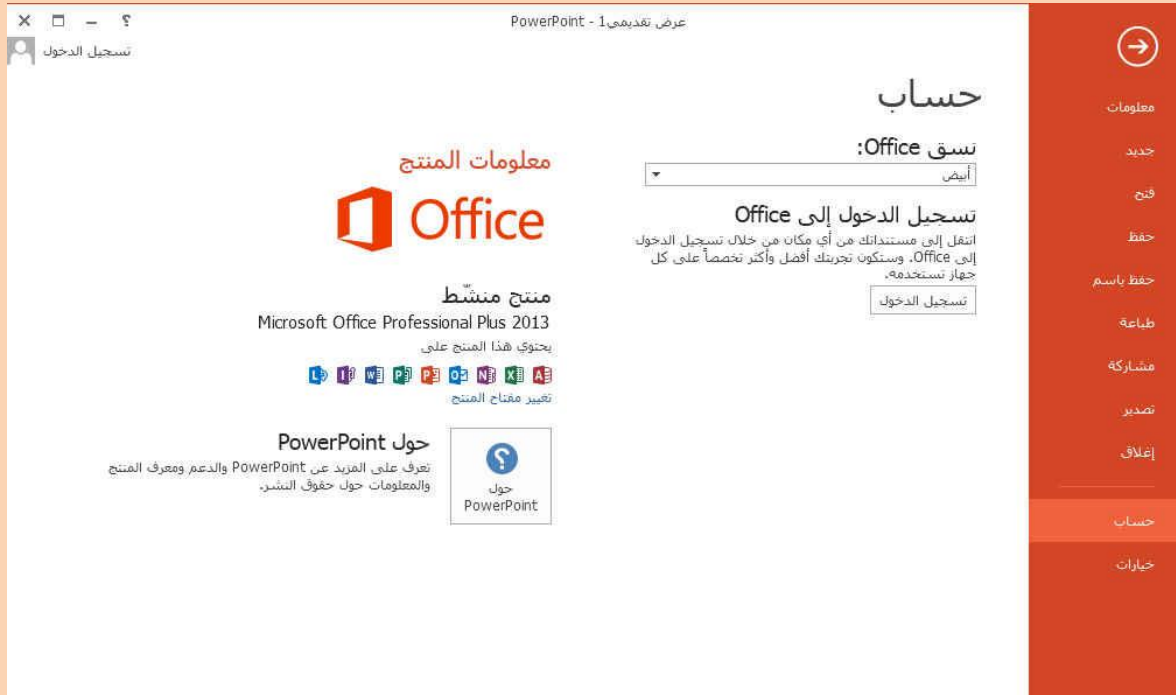 عرض تقديمي1 - PowerPoint
؟
تسجيل الدخول
معلومات
جديد
فتح
حفظ
حفظ باسم
طباعة
مشاركة
تصدير
إغلاق
حساب
خيارات
حساب
نسق Office:
أبيض
تسجيل الدخول إلى Office
انتقل إلى مستنداتك من أي مكان من خلال تسجيل الدخول
إلى Office. وستكون تجربتك أفضل وأكثر تخصصاً على كل
جهاز تستخدمه.
تسجيل الدخول
معلومات المنتج
Office
منتج منشّط
Microsoft Office Professional Plus 2013
يحتوي هذا المنتج على
تغيير مفتاح المنتج
حول
PowerPoint
حول PowerPoint
تعرف على المزيد عن PowerPoint والدعم ومعرف المنتج
والمعلومات حول حقوق النشر.